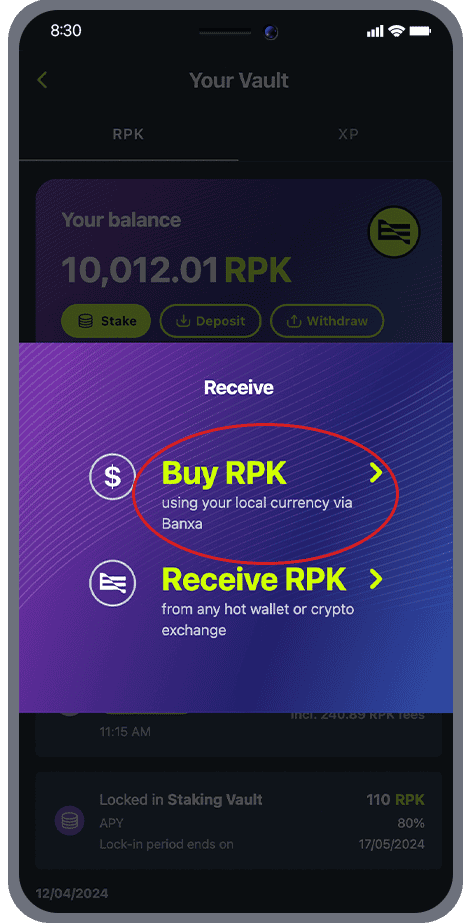 8:30
Your Vault
RPK XP
Your balance
10,012.01 RPK
Stake Deposit Withdraw
Receive
$ Buy RPK
using your local currency via
Banxa
Receive RPK
from any hot wallet or crypto
exchange
incl. 240.89 RPK fees
11:15 AM
Locked in Staking Vault 110 RPK
APY 80%
Lock-in period ends on 17/05/2024
12/04/2024